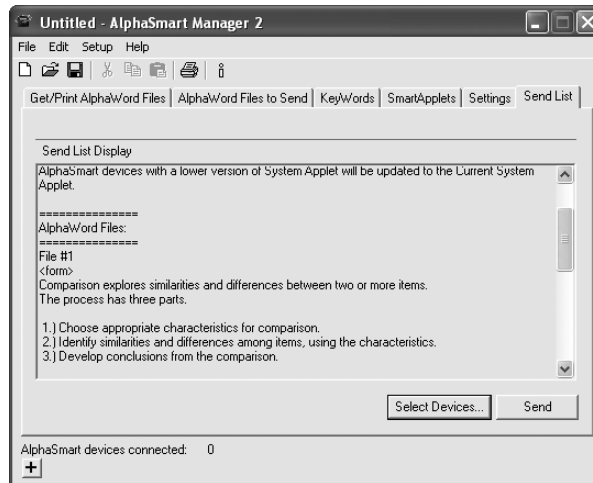 Untitled - AlphaSmart Manager 2
File Edit Setup Help
Get/Print AlphaWord Files AlphaWord Files to Send KeyWords SmartApplets Settings Send List
Send List Display
AlphaSmart devices with a lower version of System Applet will be updated to the Current System
Applet.
===============
AlphaWord Files:
===============
File #1
<form>
Comparison explores similarities and differences between two or more items.
The process has three parts.
1.) Choose appropriate characteristics for comparison.
2.) Identify similarities and differences among items, using the characteristics.
3.) Develop conclusions from the comparison.
Select Devices... Send
AlphaSmart devices connected: 0